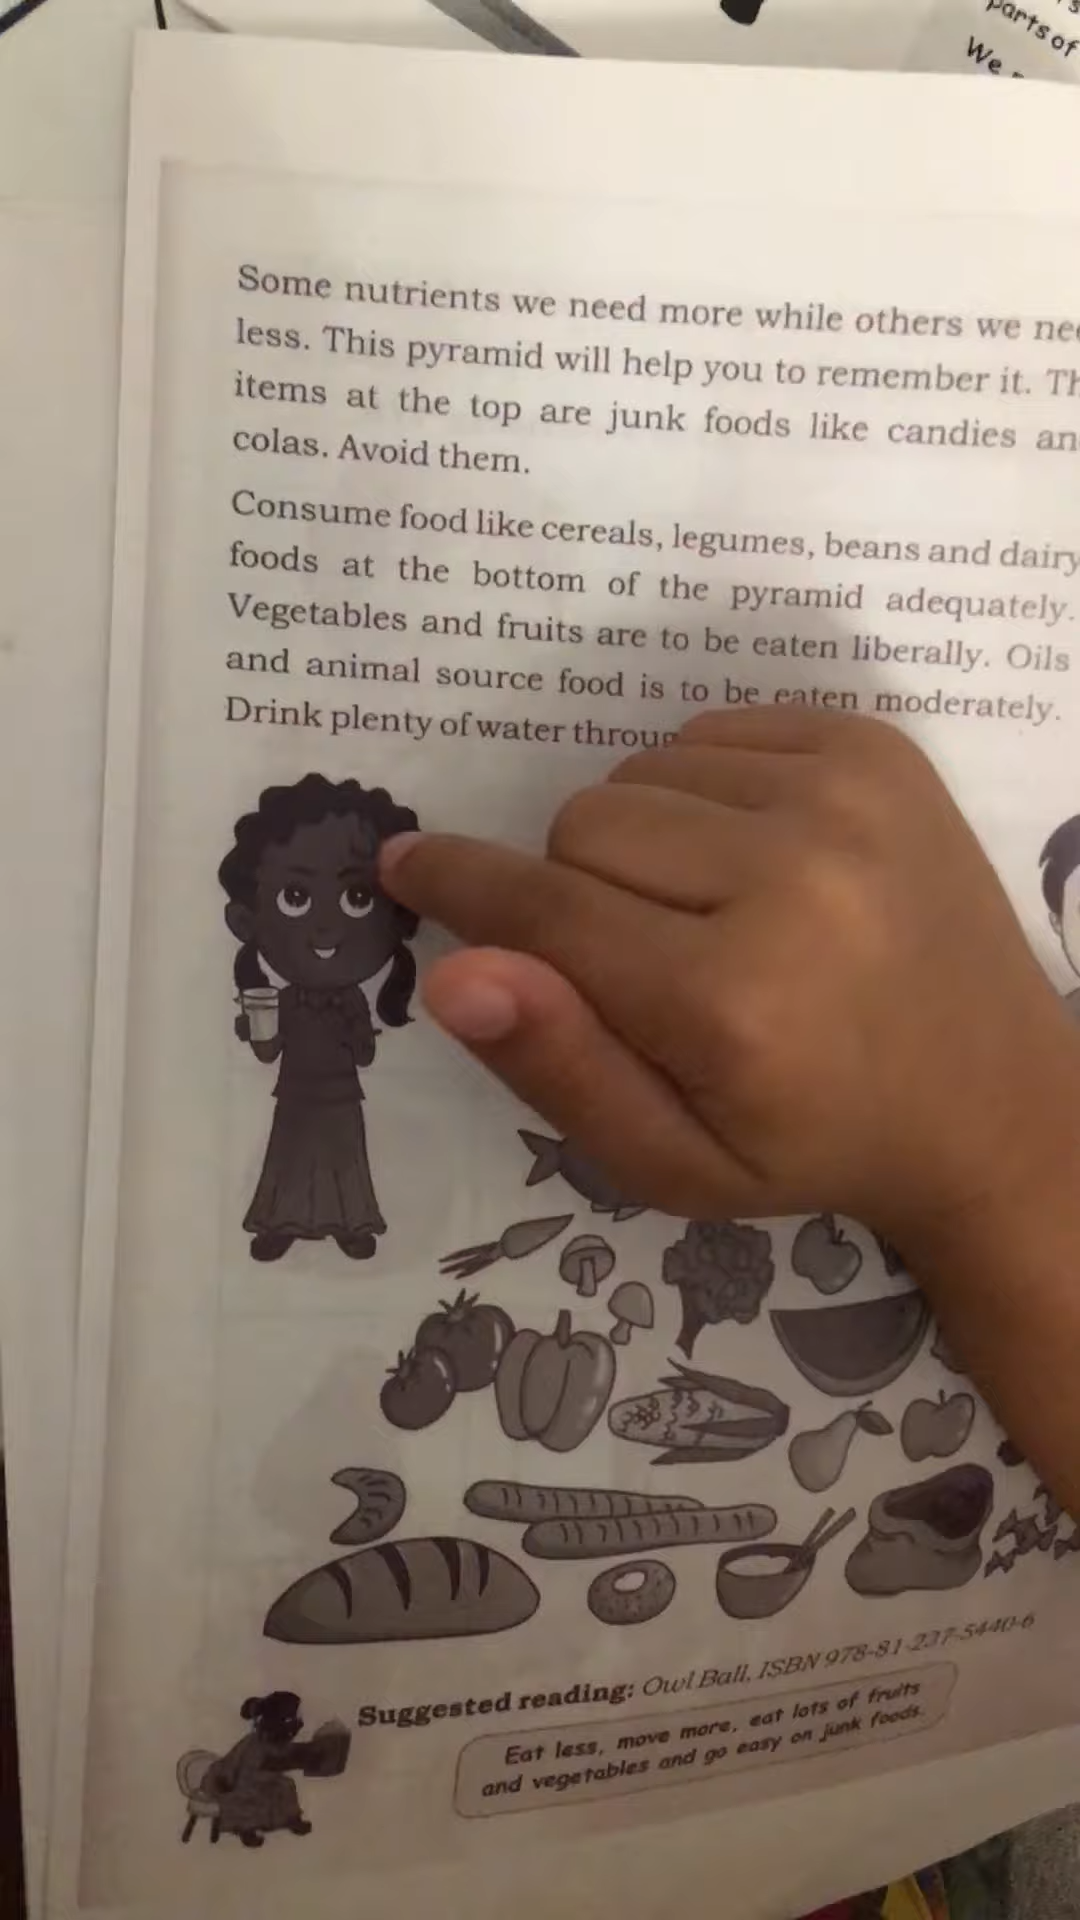 parts of
We
Some nutrients we need more while others we
less. This pyramid will help you to remember it.
items at the top are junk foods like candies
colas. Avoid them.
Consume food like cereals, legumes, beans and dairy
foods at the bottom of the pyramid adequately.
Vegetables and fruits are to be eaten liberally. Oils
and animal source food is to be eaten moderately.
Drink plenty of water
Suggested reading: Owl Ball, ISBN 978-81-237-5440-6
Eat less, move more, eat lots of fruits
and vegetables and go easy on junk foods.